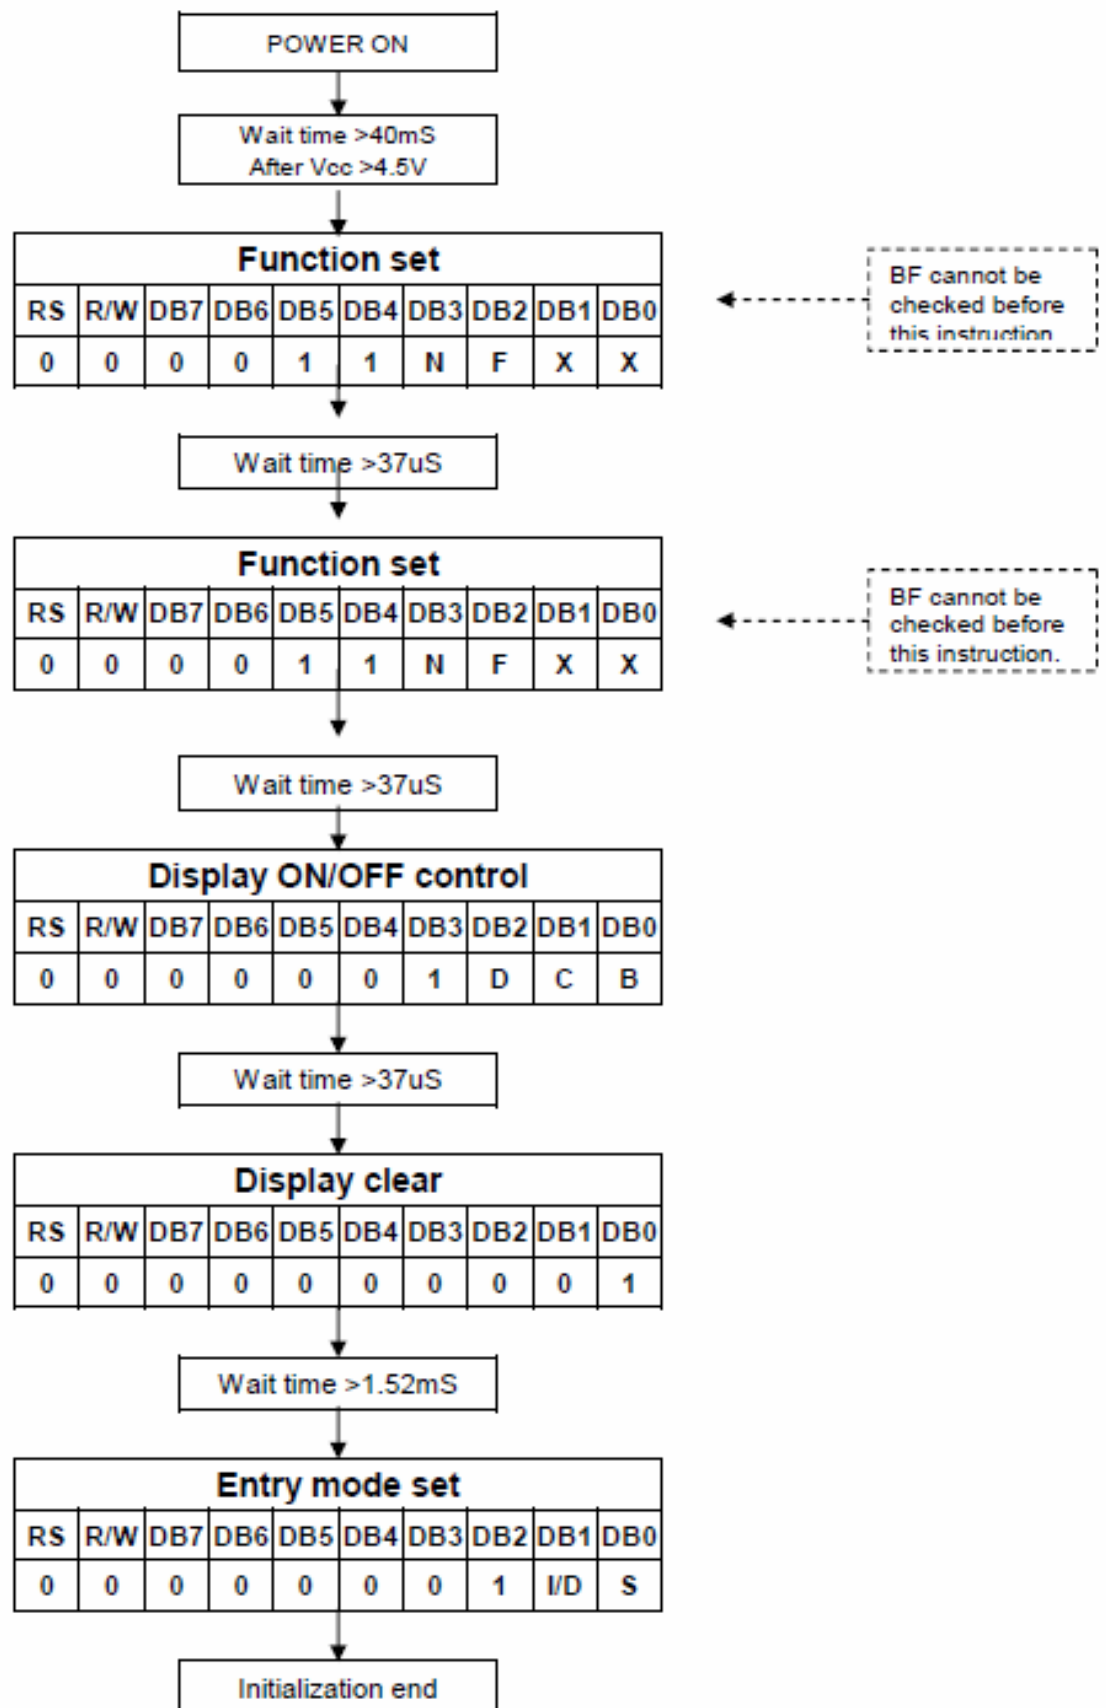 POWER ON
Wait time >40mS
After Vcc >4.5V
Function set
RS R/W DB7 DB6 DB5 DB4 DB3 DB2 DB1 DB0
0 0 0 0 1 1 N F X X
BF cannot be
checked before
this instruction
Wait time >37uS
Function set
RS R/W DB7 DB6 DB5 DB4 DB3 DB2 DB1 DB0
0 0 0 0 1 1 N F X X
BF cannot be
checked before
this instruction.
Wait time >37uS
Display ON/OFF control
RS R/W DB7 DB6 DB5 DB4 DB3 DB2 DB1 DB0
0 0 0 0 0 0 1 D C B
Wait time >37uS
Display clear
RS R/W DB7 DB6 DB5 DB4 DB3 DB2 DB1 DB0
0 0 0 0 0 0 0 0 0 1
Wait time >1.52mS
Entry mode set
RS R/W DB7 DB6 DB5 DB4 DB3 DB2 DB1 DB0
0 0 0 0 0 0 0 1 I/D S
Initialization end